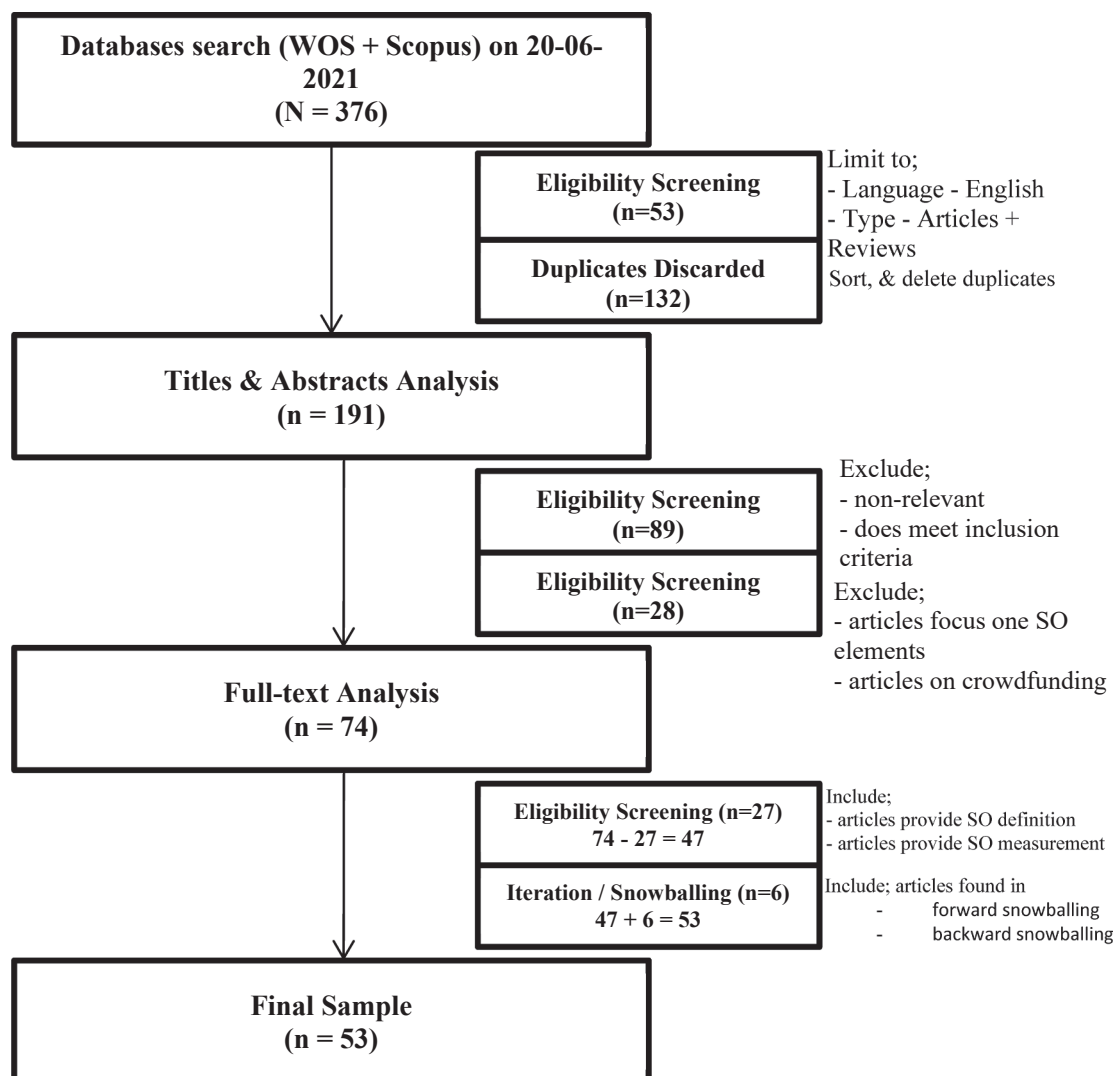 Databases search (WOS + Scopus) on 20-06-
2021
(N = 376)
Eligibility Screening
(n=53)
Duplicates Discarded
(n=132)
Limit to;
- Language - English
- Type - Articles +
Reviews
Sort, & delete duplicates
Titles & Abstracts Analysis
(n = 191)
Eligibility Screening
(n=89)
Eligibility Screening
(n=28)
Exclude;
- non-relevant
- does meet inclusion
criteria
Exclude;
- articles focus one SO
elements
- articles on crowdfunding
Full-text Analysis
(n = 74)
Eligibility Screening (n=27)
74 - 27 = 47
Iteration / Snowballing (n=6)
47 + 6 = 53
Include;
- articles provide SO definition
- articles provide SO measurement
Include; articles found in
- forward snowballing
- backward snowballing
Final Sample
(n = 53)